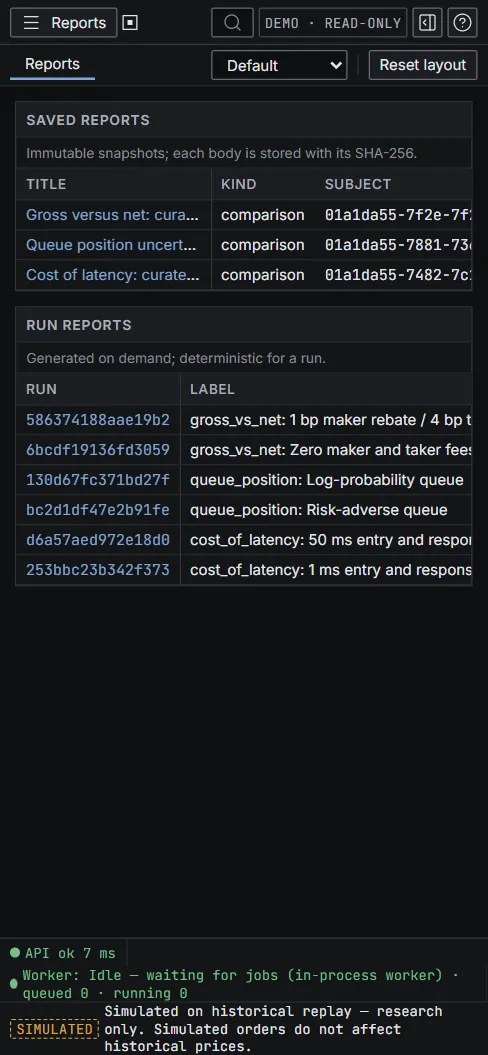 Reports
DEMO · READ-ONLY
Reports
Default
Reset layout
SAVED REPORTS
Immutable snapshots; each body is stored with its SHA-256.
TITLE KIND SUBJECT
Gross versus net: cura... comparison 01a1da55-7f2e-7f
Queue position uncert... comparison 01a1da55-7881-73
Cost of latency: curate... comparison 01a1da55-7482-7c
RUN REPORTS
Generated on demand; deterministic for a run.
RUN LABEL
586374188aae19b2 gross_vs_net: 1 bp maker rebate / 4 bp t
6bcdf19136fd3059 gross_vs_net: Zero maker and taker fees
130d67fc371bd27f queue_position: Log-probability queue
bc2d1df47e2b91fe queue_position: Risk-adverse queue
d6a57aed972e18d0 cost_of_latency: 50 ms entry and respon
253bbc23b342f373 cost_of_latency: 1 ms entry and respons
API ok 7 ms
Worker: Idle — waiting for jobs (in-process worker) ·
queued 0 · running 0
SIMULATED
Simulated on historical replay — research
only. Simulated orders do not affect
historical prices.